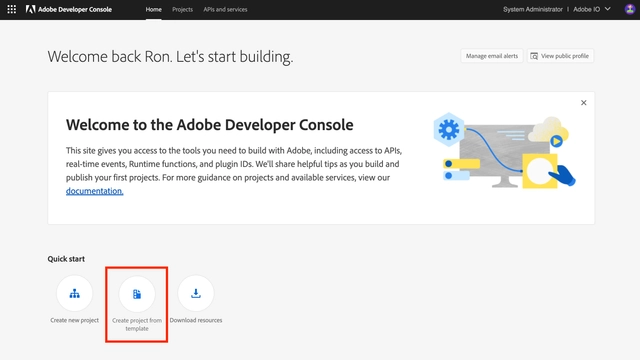 Adobe Developer Console
Home
Projects
APIs and services
System Administrator | Adobe IO
Welcome back Ron. Let's start building.
Manage email alerts
View public profile
Welcome to the Adobe Developer Console
This site gives you access to the tools you need to build with Adobe, including access to APIs,
real-time events, Runtime functions, and plugin IDs. We'll share helpful tips as you build and
publish your first projects. For more guidance on projects and available services, view our
documentation.
Quick start
Create new project
Create project from
template
Download resources